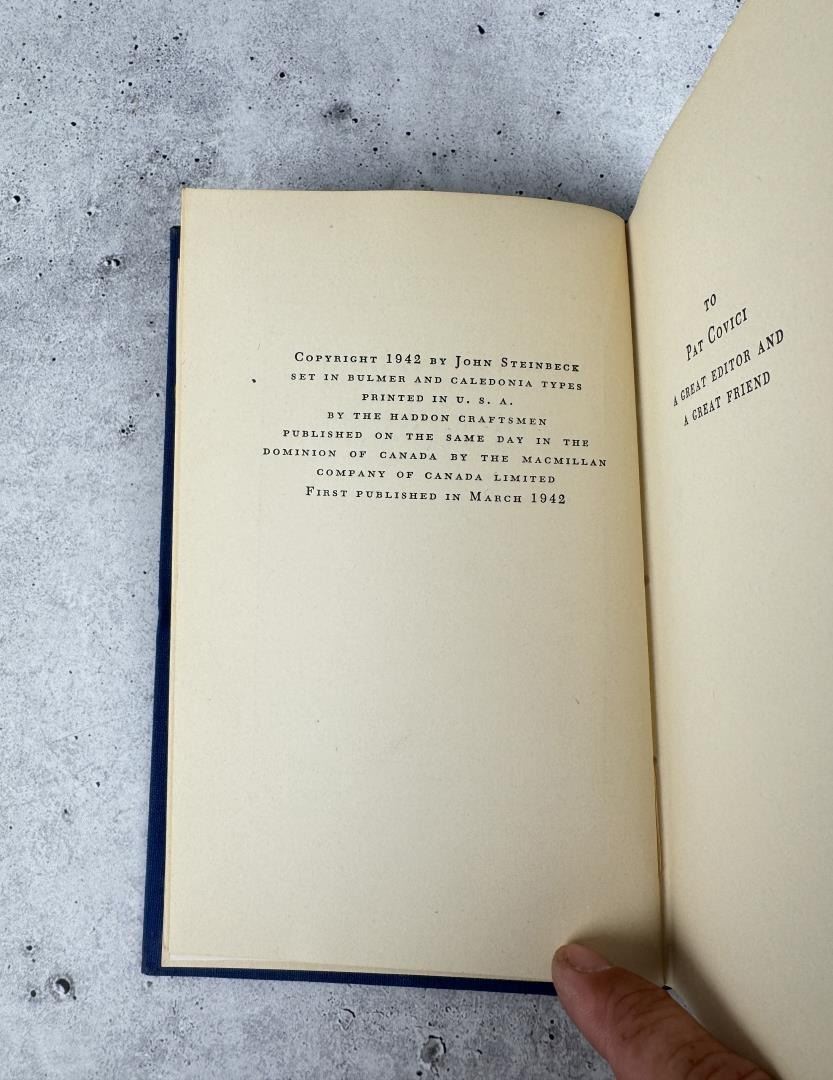 Copyright 1942 by John Steinbeck
set in bulmer and caledonia types
printed in u. s. a.
by the haddon craftsmen
published on the same day in the
dominion of canada by the macmillan
company of canada limited
First published in March 1942
to
Pat Covici
a great editor and
a great friend